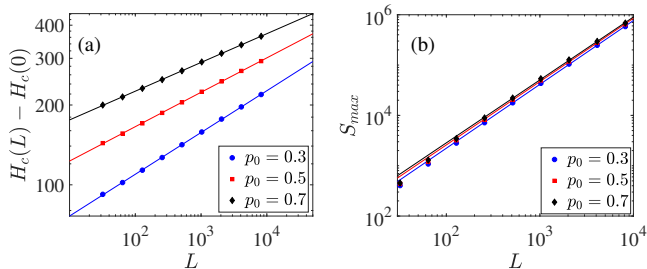 (a)
H_c(L) − H_c(0)
400
300
200
100
10^2
10^3
10^4
L
p_0 = 0.3
p_0 = 0.5
p_0 = 0.7
(b)
S_max
10^6
10^4
10^2
10^2
10^3
10^4
L
p_0 = 0.3
p_0 = 0.5
p_0 = 0.7